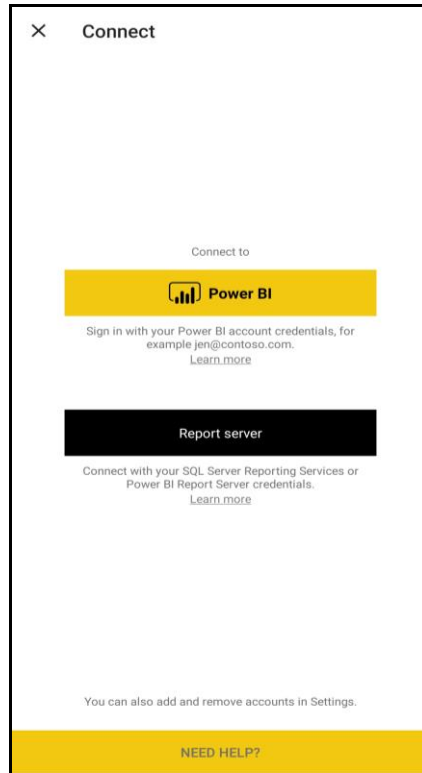 Connect
Connect to
Power BI
Sign in with your Power BI account credentials, for
example jen@contoso.com.
Learn more
Report server
Connect with your SQL Server Reporting Services or
Power BI Report Server credentials.
Learn more
You can also add and remove accounts in Settings.
NEED HELP?